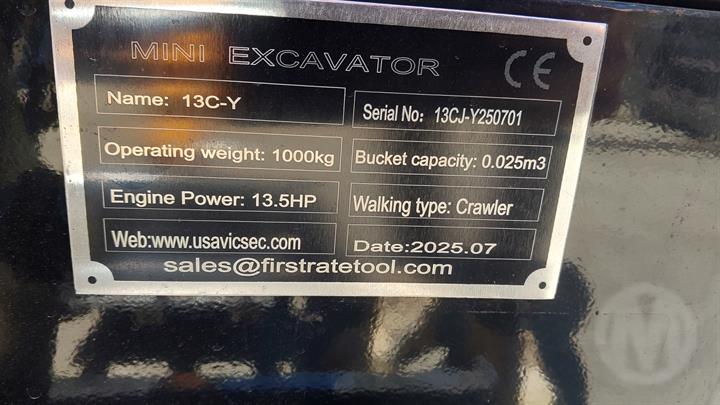 MINI EXCAVATOR
CE
Name: 13C-Y
Serial No: 13CJ-Y250701
Operating weight: 1000kg
Bucket capacity: 0.025m3
Engine Power: 13.5HP
Walking type: Crawler
Web:www.usavicsec.com
Date:2025.07
sales@firstratetool.com
M